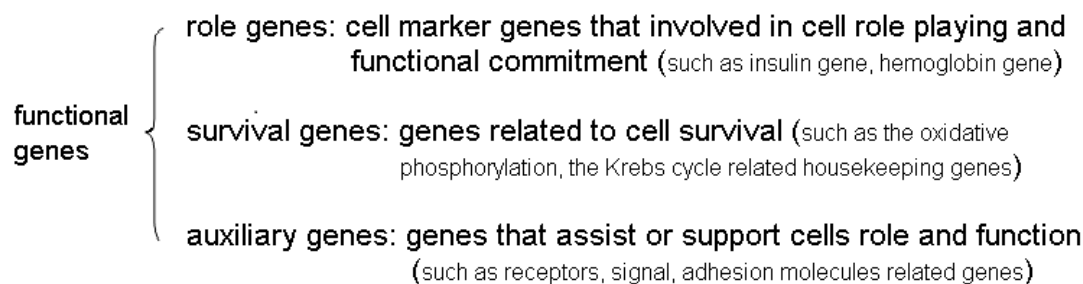 role genes: cell marker genes that involved in cell role playing and
functional commitment (such as insulin gene, hemoglobin gene)
functional
genes
survival genes: genes related to cell survival (such as the oxidative
phosphorylation, the Krebs cycle related housekeeping genes)
auxiliary genes: genes that assist or support cells role and function
(such as receptors, signal, adhesion molecules related genes)